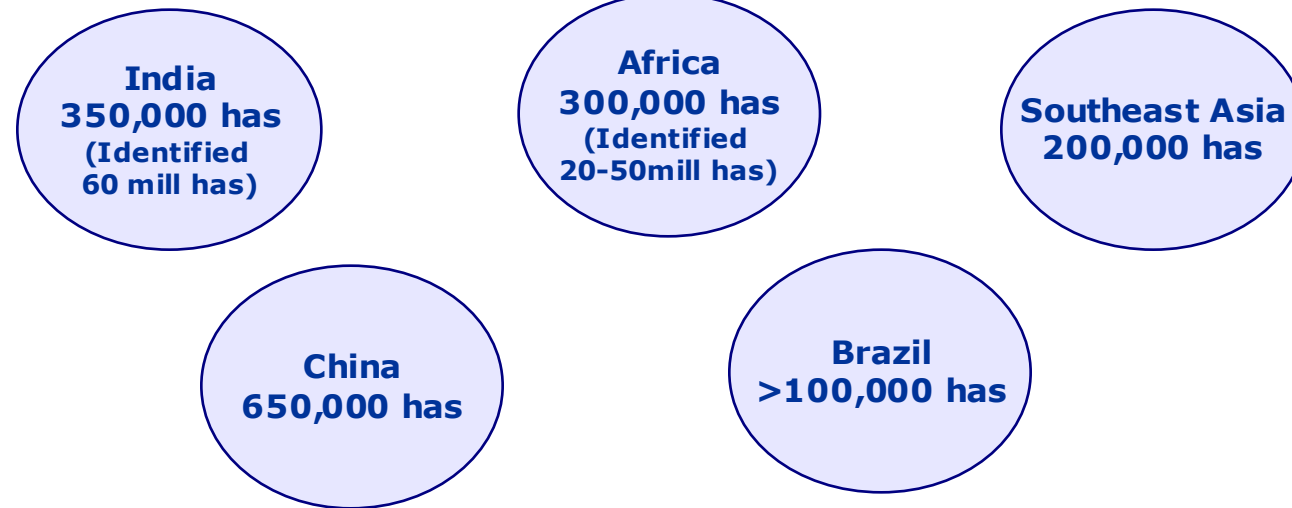 India
350,000 has
(Identified
60 mill has)
Africa
300,000 has
(Identified
20-50mill has)
Southeast Asia
200,000 has
China
650,000 has
Brazil
>100,000 has